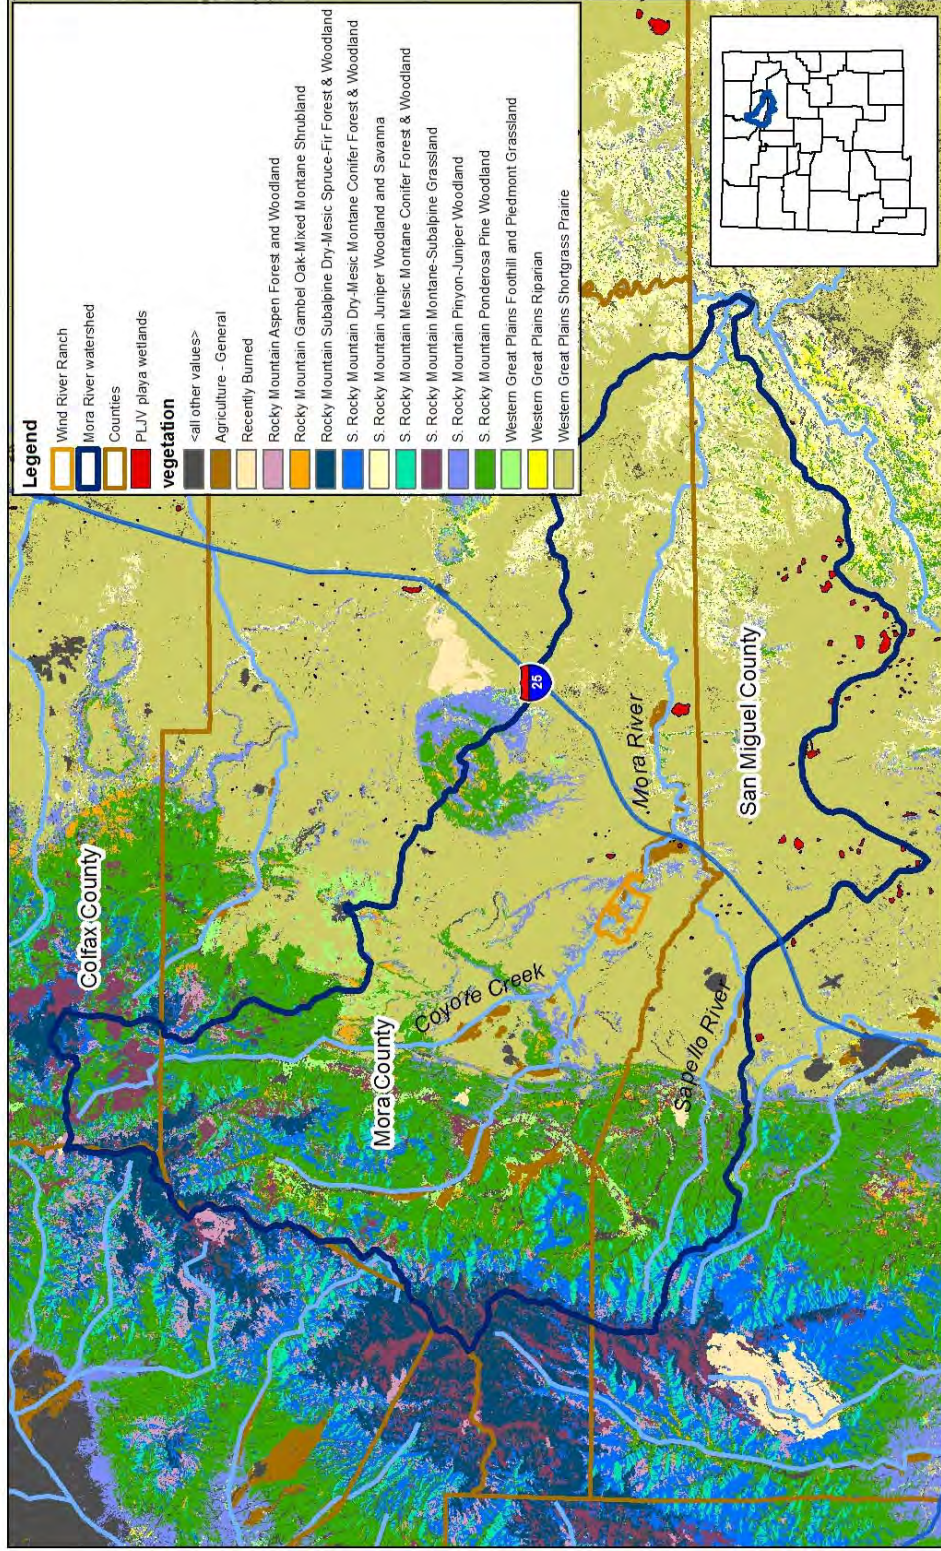 Legend
Wind River Ranch
Mora River watershed
Counties
PLJV playa wetlands
vegetation
<all other values>
Agriculture - General
Recently Burned
Rocky Mountain Aspen Forest and Woodland
Rocky Mountain Gambel Oak-Mixed Montane Shrubland
Rocky Mountain Subalpine Dry-Mesic Spruce-Fir Forest & Woodland
S. Rocky Mountain Dry-Mesic Montane Conifer Forest & Woodland
S. Rocky Mountain Juniper Woodland and Savanna
S. Rocky Mountain Mesic Montane Conifer Forest & Woodland
S. Rocky Mountain Montane-Subalpine Grassland
S. Rocky Mountain Pinyon-Juniper Woodland
S. Rocky Mountain Ponderosa Pine Woodland
Western Great Plains Foothill and Piedmont Grassland
Western Great Plains Riparian
Western Great Plains Shortgrass Prairie
Colfax County
Mora County
Coyote Creek
25
Mora River
Sapello River
San Miguel County